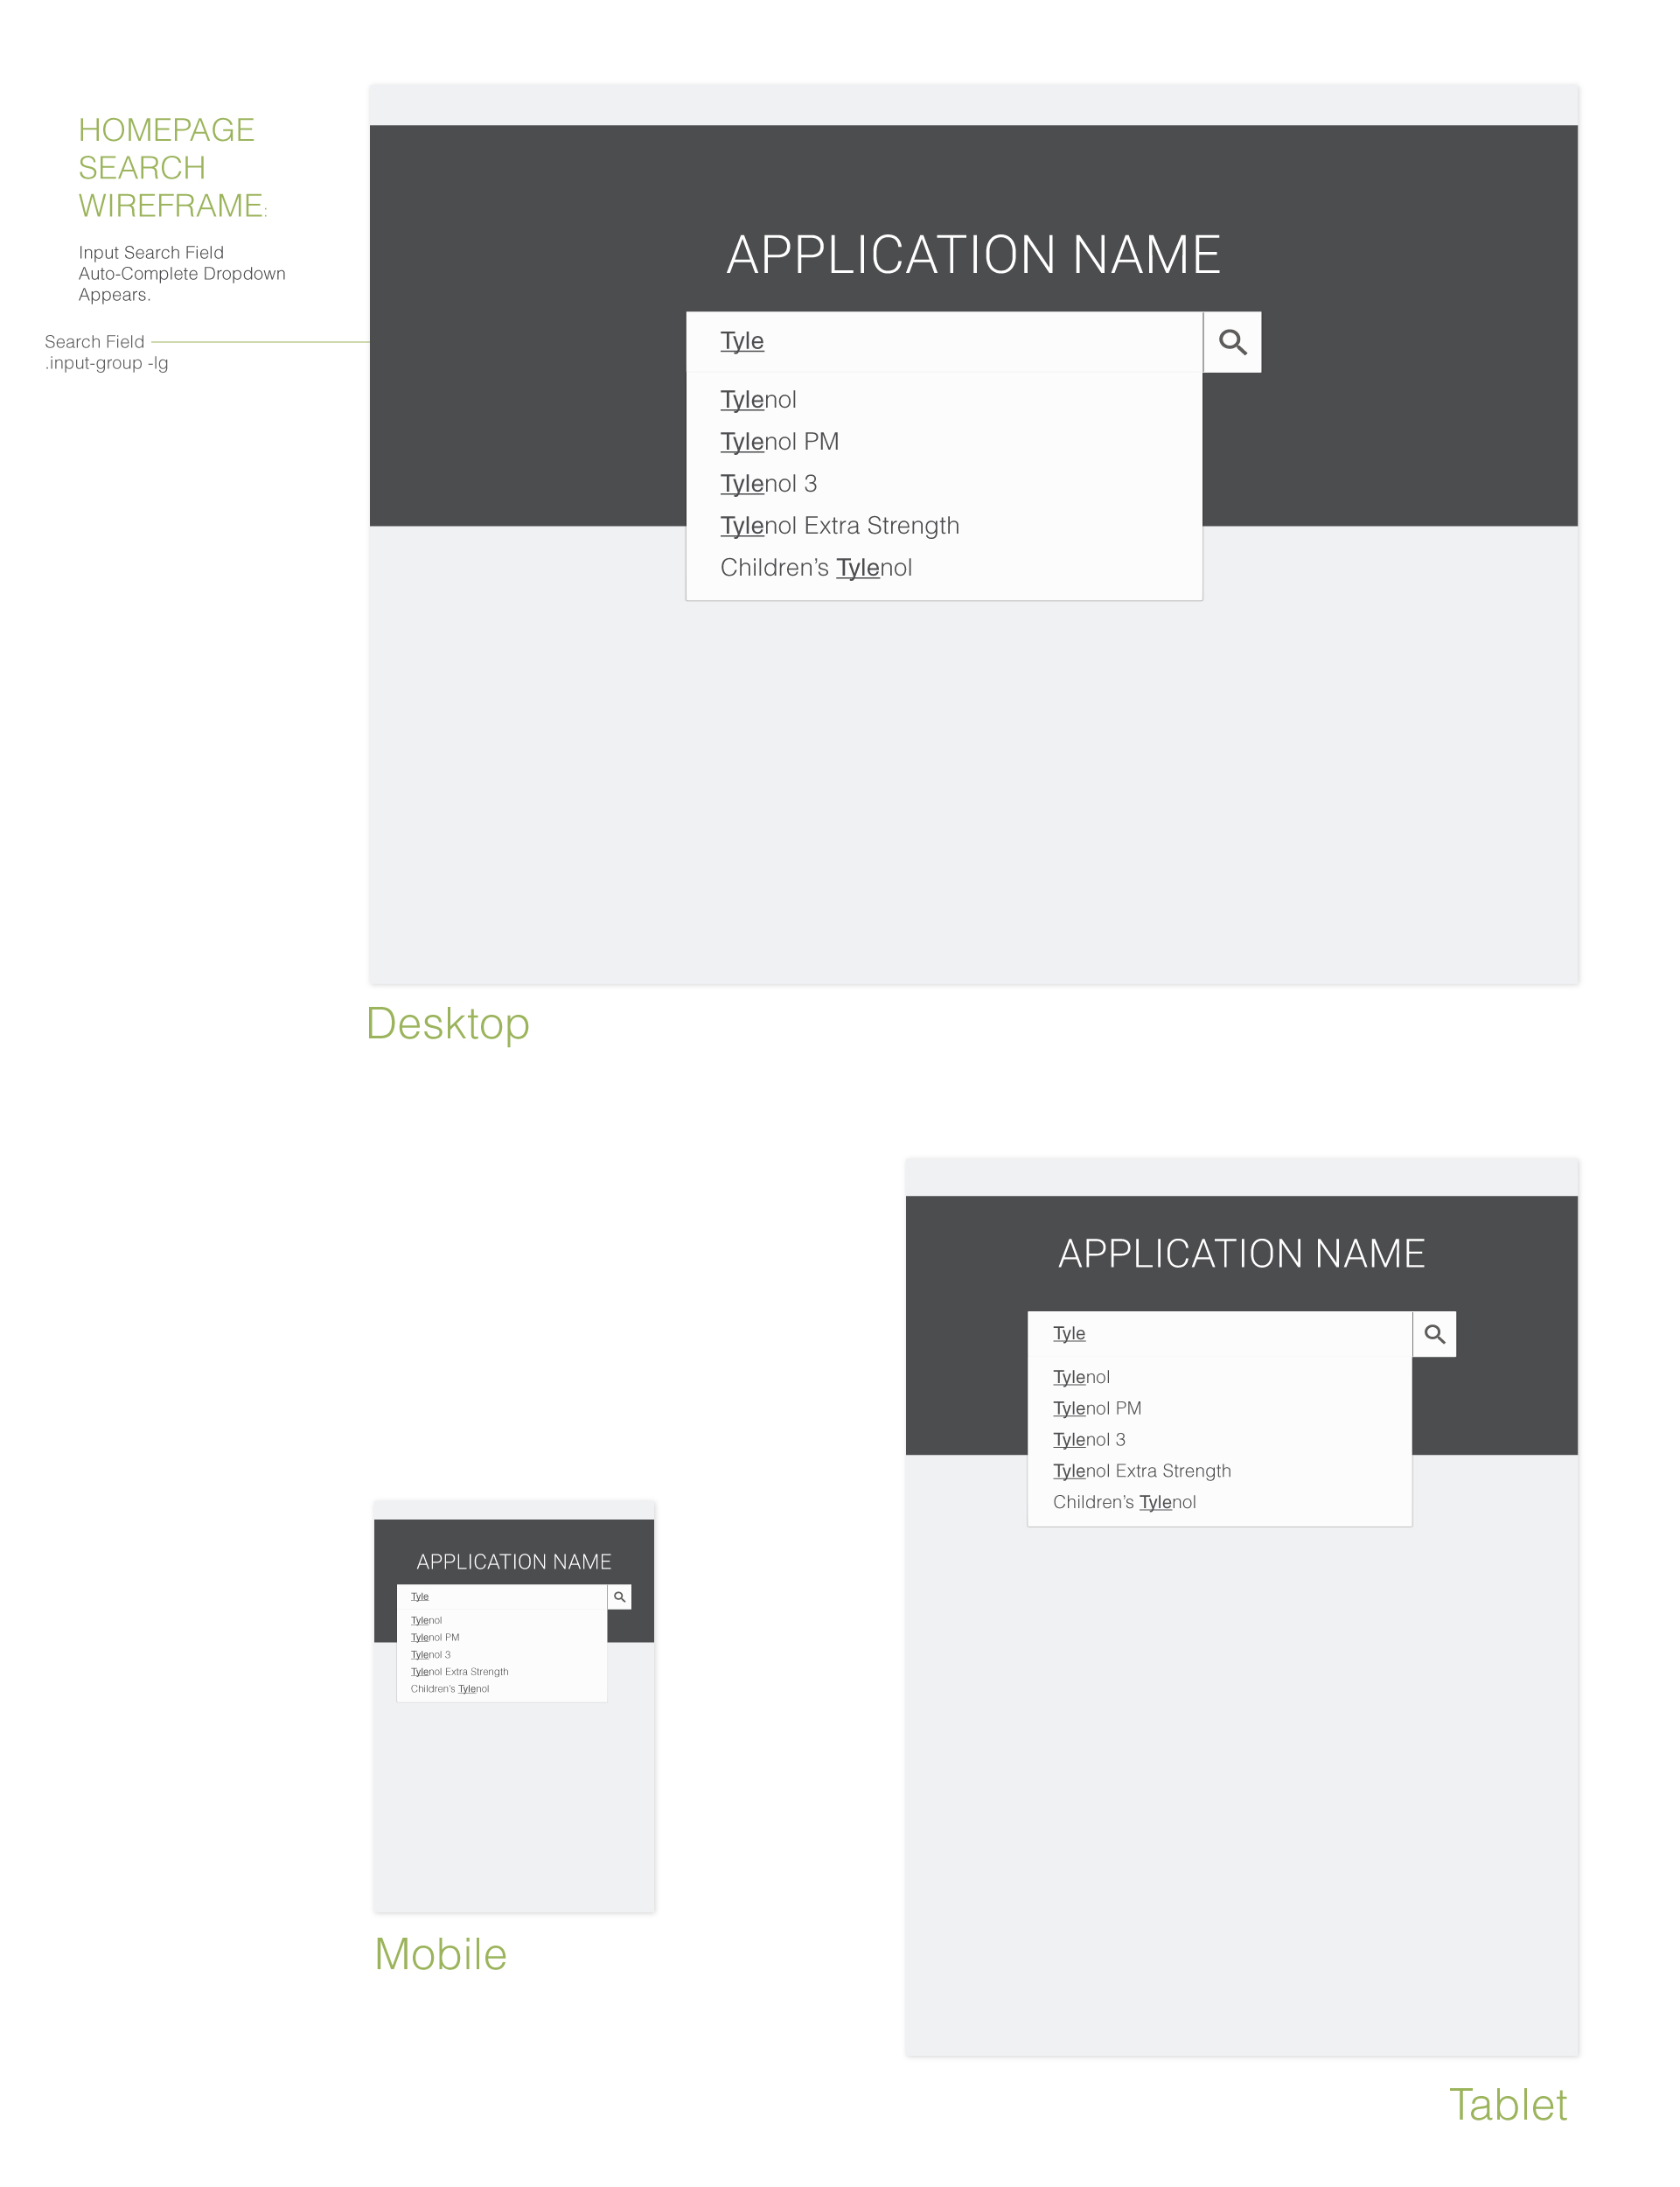 HOMEPAGE
SEARCH
WIREFRAME:
Input Search Field
Auto-Complete Dropdown
Appears.
Search Field
.input-group -lg
APPLICATION NAME
Tyle
Tylenol
Tylenol PM
Tylenol 3
Tylenol Extra Strength
Children’s Tylenol
Desktop
APPLICATION NAME
Tyle
Tylenol
Tylenol PM
Tylenol 3
Tylenol Extra Strength
Children’s Tylenol
Mobile
APPLICATION NAME
Tyle
Tylenol
Tylenol PM
Tylenol 3
Tylenol Extra Strength
Children’s Tylenol
Tablet